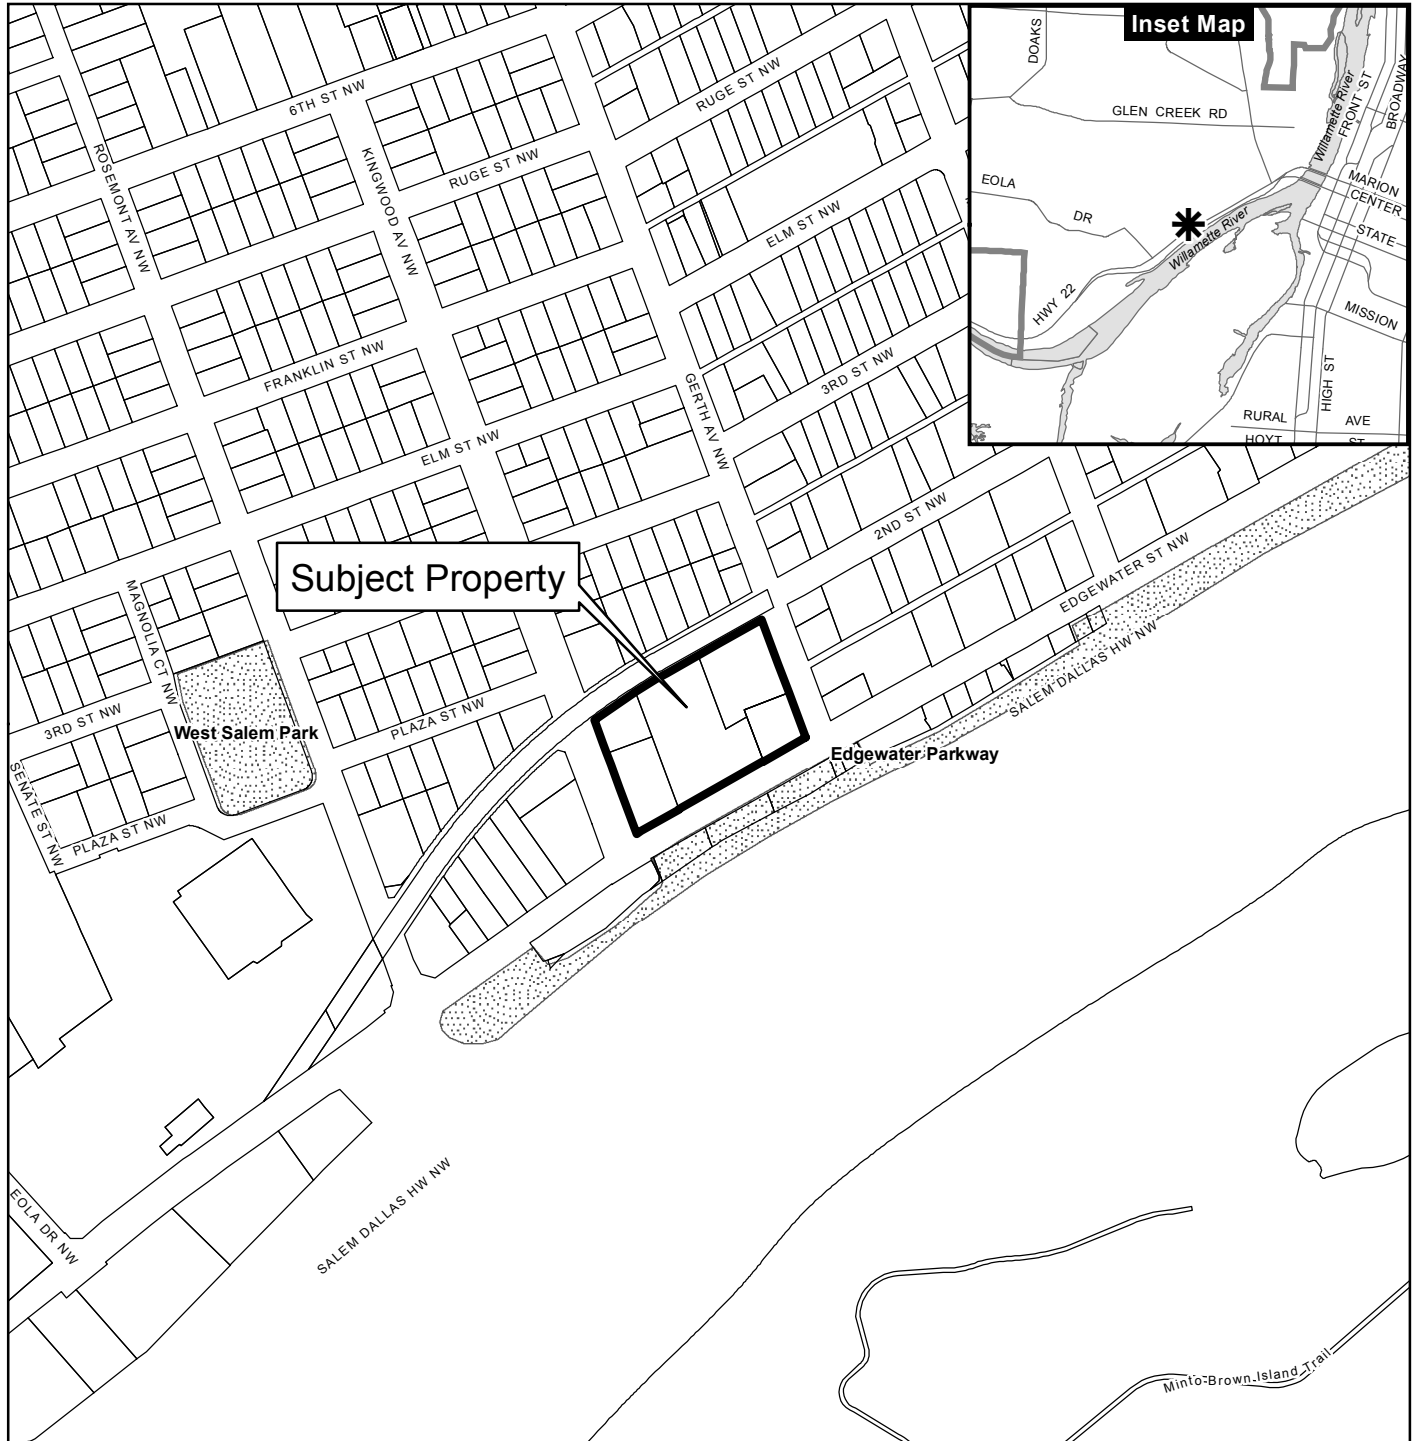 Inset Map
DOAKS
GLEN CREEK RD
Willamette River
FRONT ST
BROADWAY
EOLA
DR
MARION
CENTER
STATE
Willamette River
HWY 22
MISSION
HIGH ST
RURAL AVE
HOYT ST
6TH ST NW
RUGE ST NW
ROSEMONT AV NW
KINGWOOD AV NW
RUGE ST NW
ELM ST NW
FRANKLIN ST NW
3RD ST NW
GERTH AV NW
ELM ST NW
2ND ST NW
Subject Property
EDGEWATER ST NW
MAGNOLIA CT NW
SALEM DALLAS HW NW
3RD ST NW
West Salem Park
PLAZA ST NW
Edgewater Parkway
SENATE ST NW
PLAZA ST NW
EOLA DR NW
SALEM DALLAS HW NW
Minto-Brown Island Trail